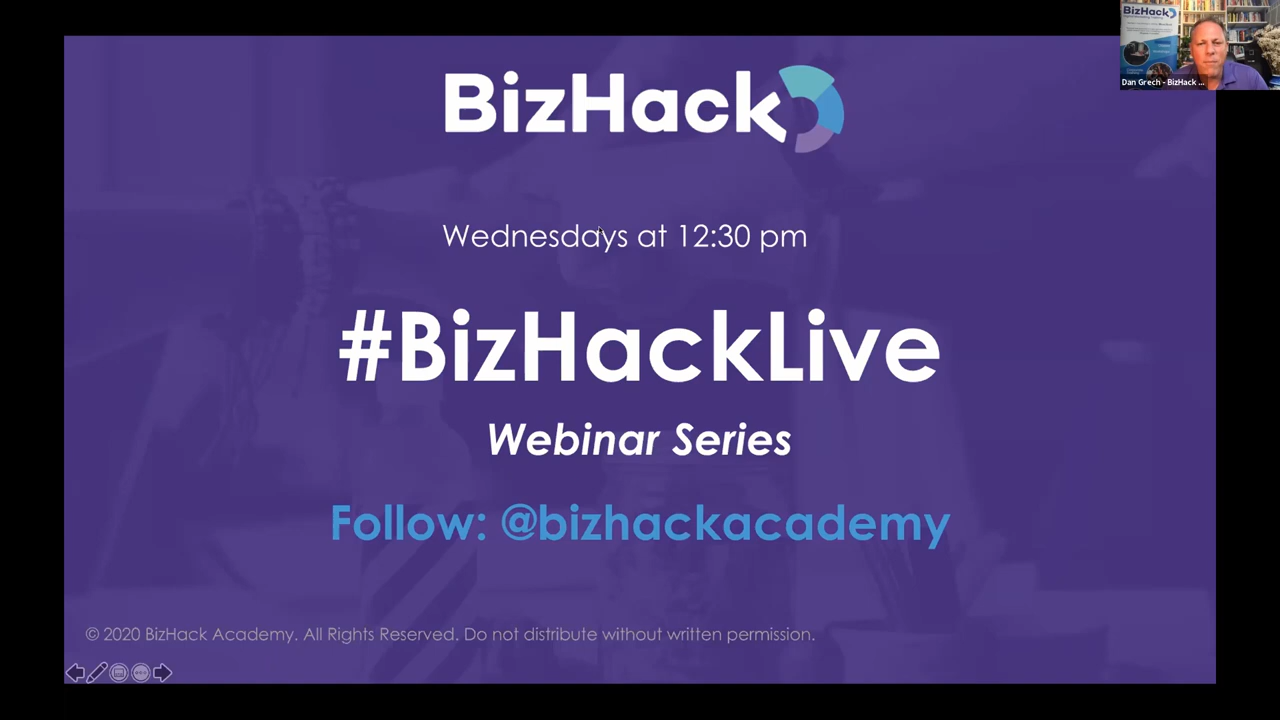 BizHack
Wednesdays at 12:30 pm
#BizHackLive
Webinar Series
Follow: @bizhackacademy
© 2020 BizHack Academy. All Rights Reserved. Do not distribute without written permission.
BizHack
Dan Grech - BizHack ...